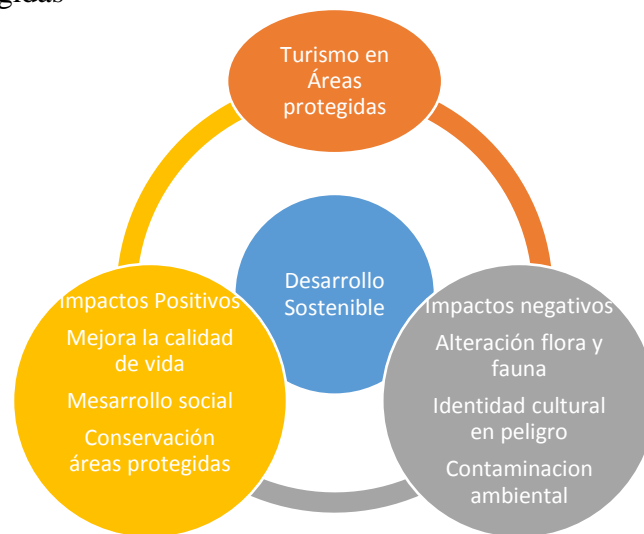 gidas
Turismo en
Áreas
protegidas
Desarrollo
Sostenible
Impactos Positivos
Mejora la calidad
de vida
Mesarrollo social
Conservación
áreas protegidas
Impactos negativos
Alteración flora y
fauna
Identidad cultural
en peligro
Contaminacion
ambiental